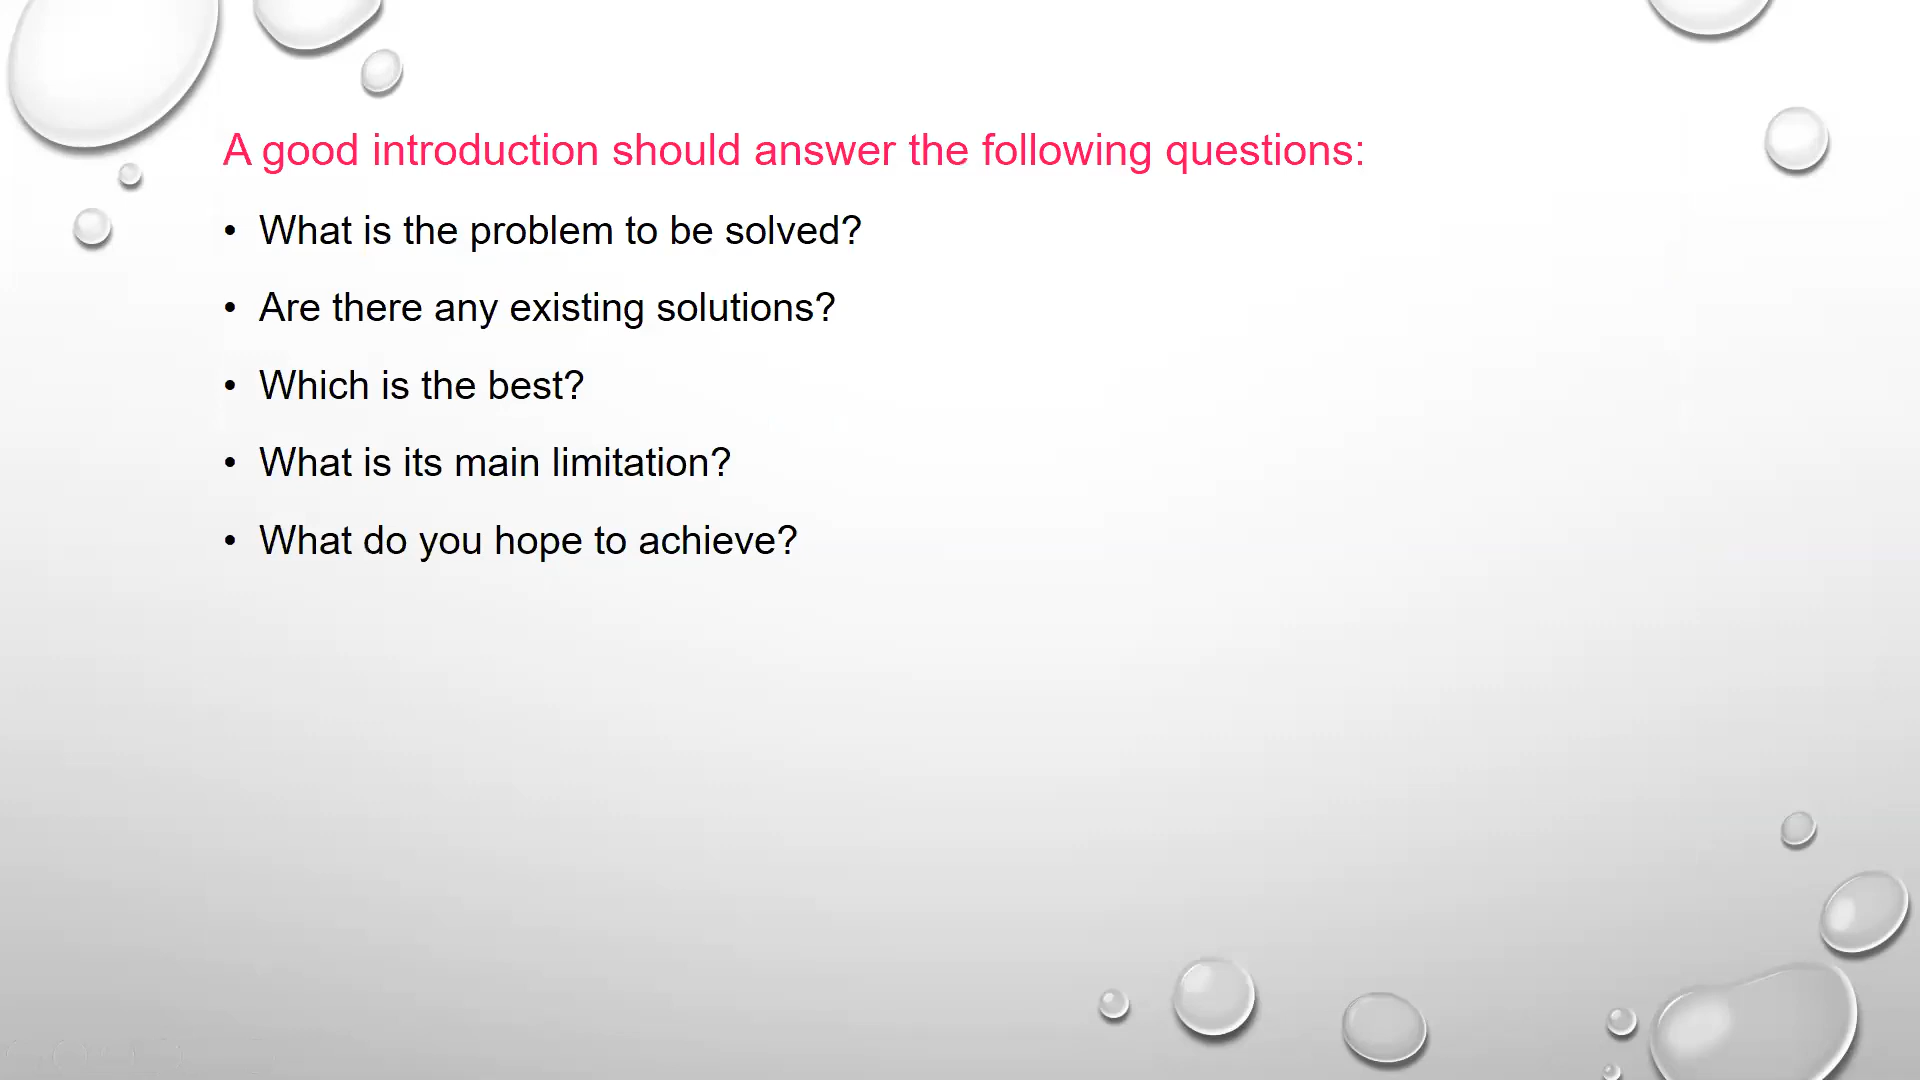 A good introduction should answer the following questions:
• What is the problem to be solved?
• Are there any existing solutions?
• Which is the best?
• What is its main limitation?
• What do you hope to achieve?